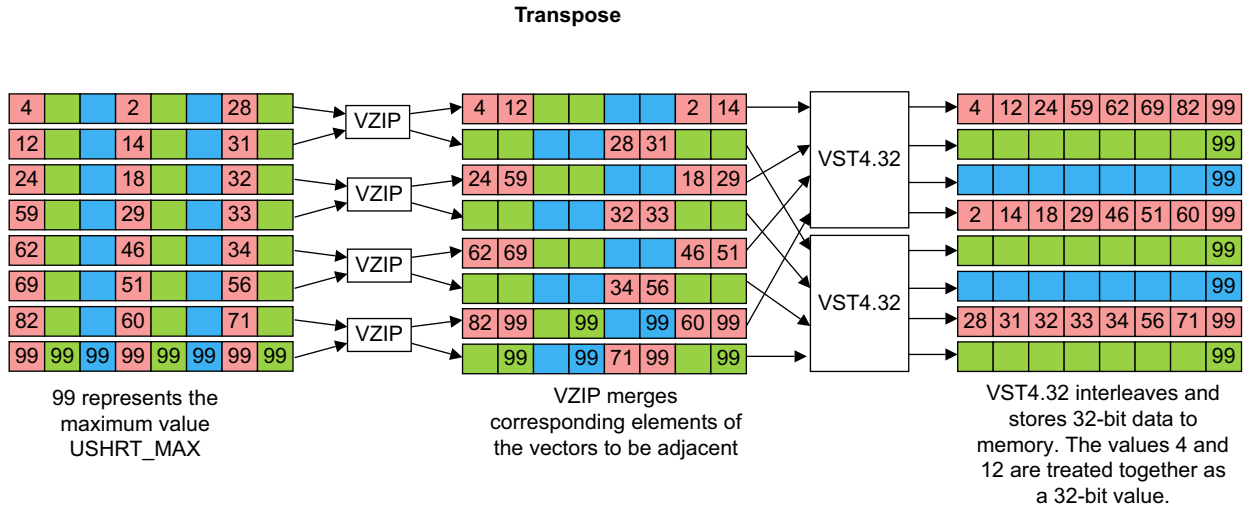 Transpose
4 2 28
12 14 31
24 18 32
59 29 33
62 46 34
69 51 56
82 60 71
99 99 99 99 99 99 99 99
99 represents the
maximum value
USHRT_MAX
VZIP
VZIP
VZIP
VZIP
4 12 2 14
28 31
24 59 18 29
32 33
62 69 46 51
34 56
82 99 99 99 60 99
99 99 71 99 99
VZIP merges
corresponding elements of
the vectors to be adjacent
VST4.32
VST4.32
4 12 24 59 62 69 82 99
99
99
2 14 18 29 46 51 60 99
99
99
28 31 32 33 34 56 71 99
99
VST4.32 interleaves and
stores 32-bit data to
memory. The values 4 and
12 are treated together as
a 32-bit value.